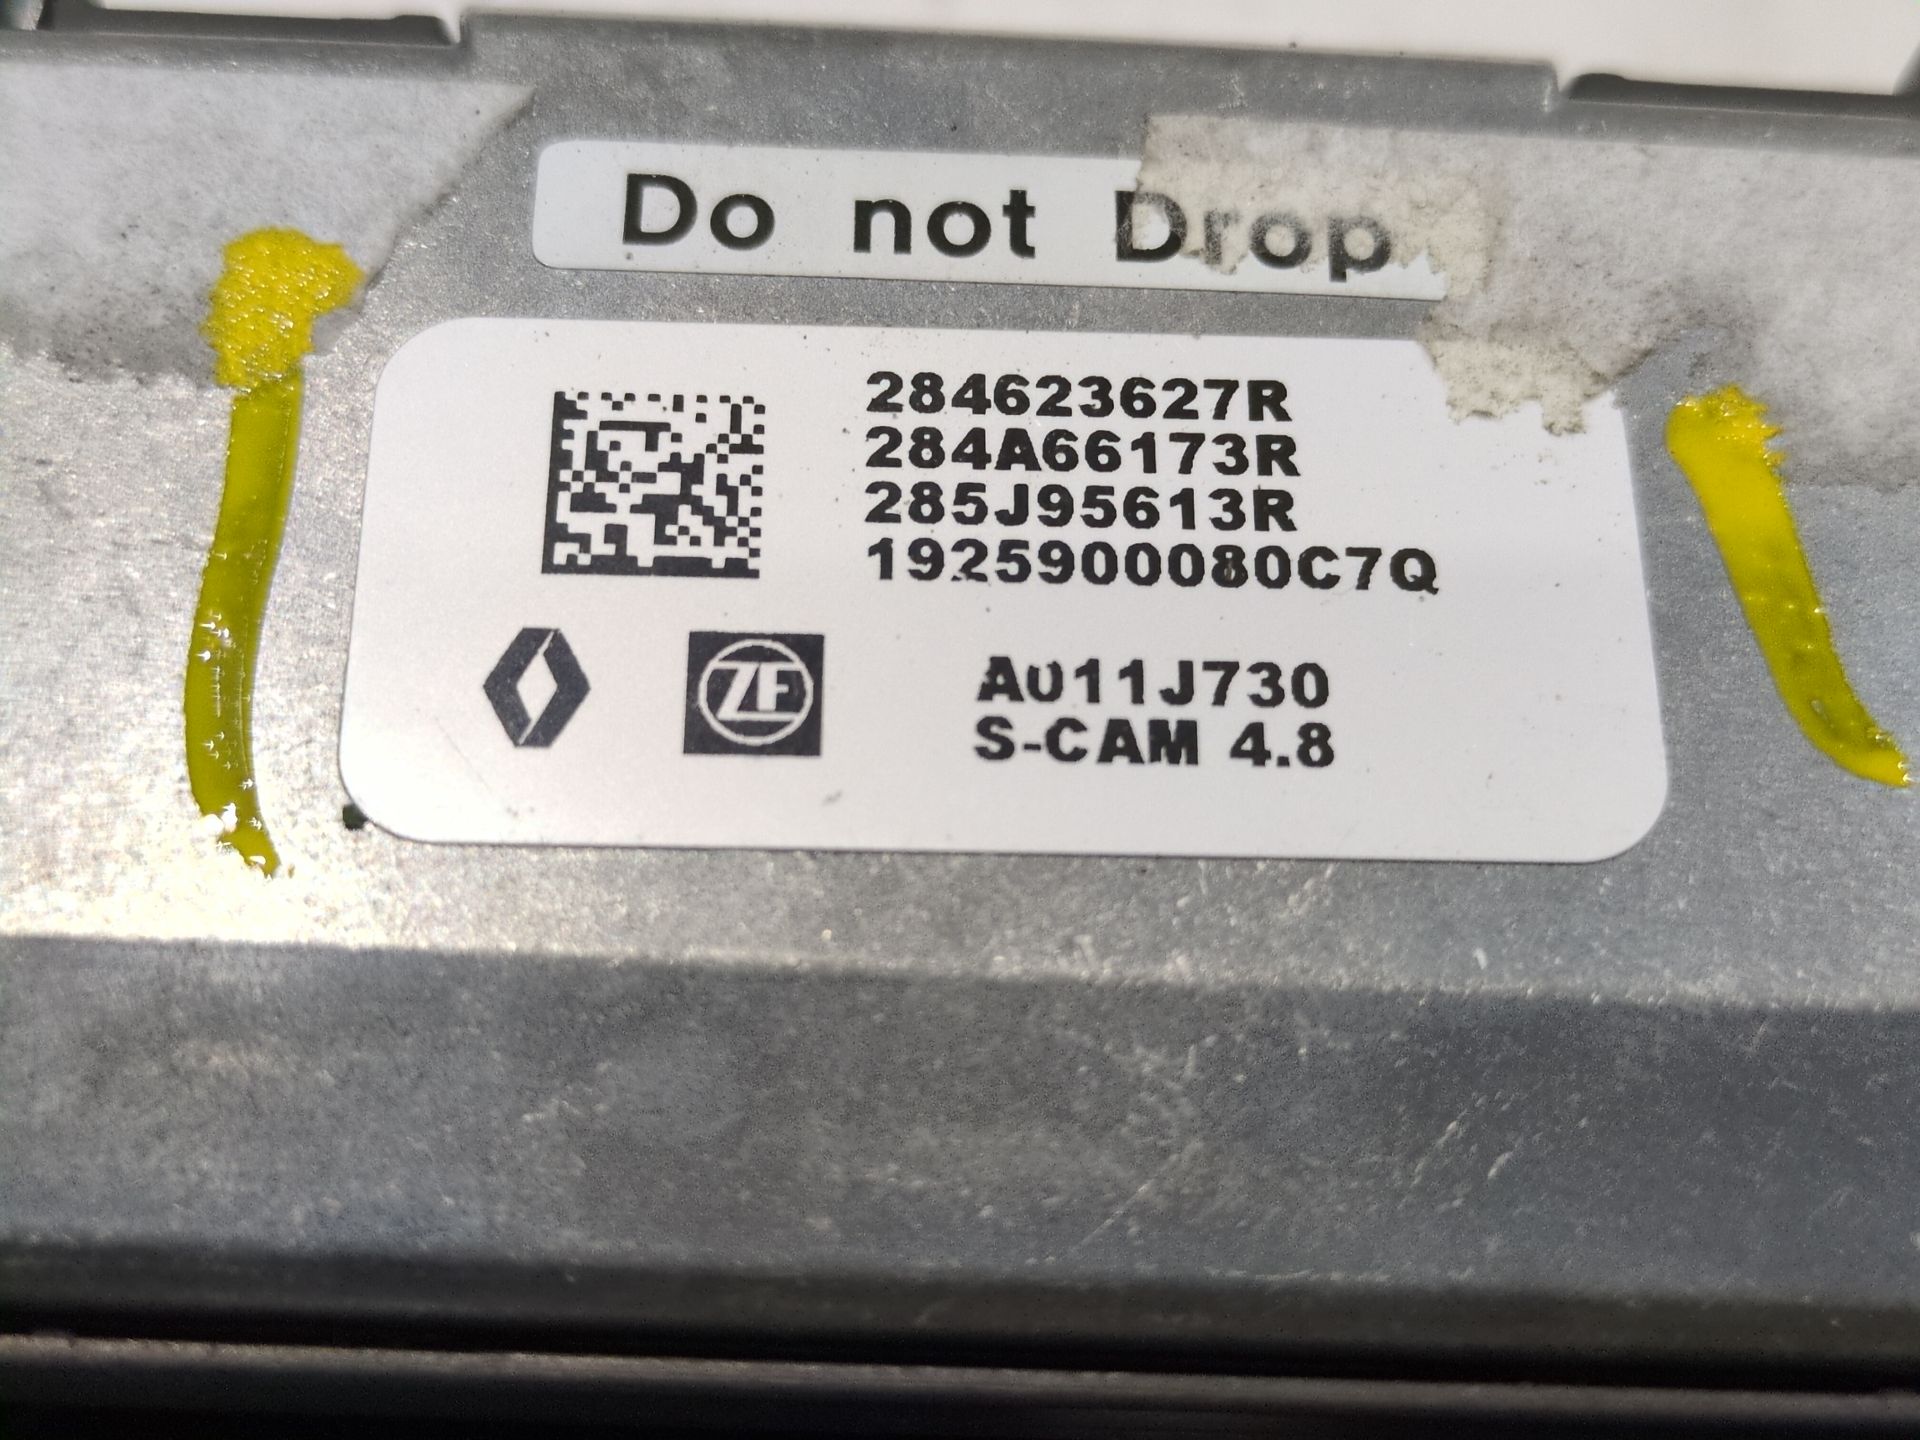 Do not Drop
284623627R
284A66173R
285J95613R
1925900080C7Q
ZF
A011J730
S-CAM 4.8